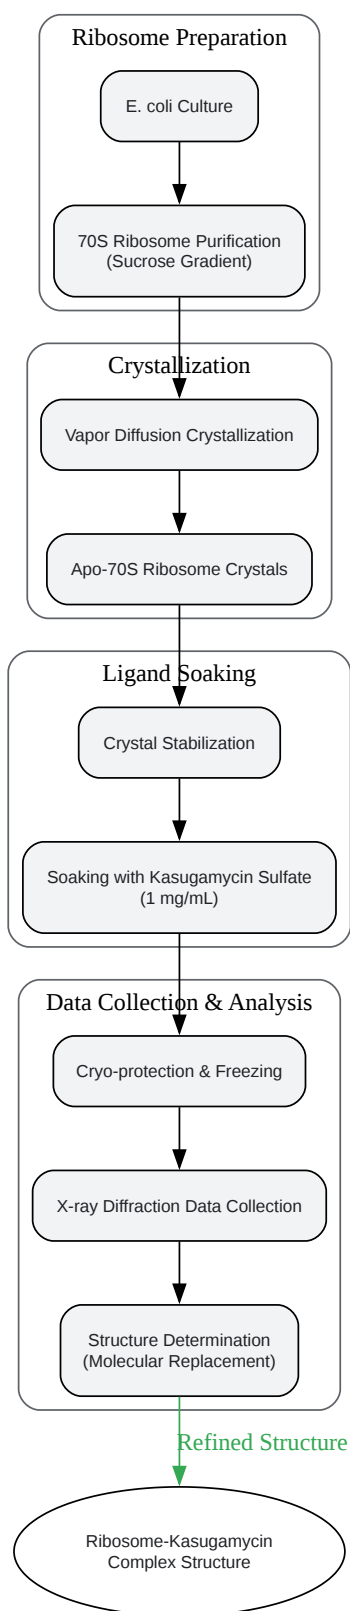 Ribosome Preparation
E. coli Culture
70S Ribosome Purification
(Sucrose Gradient)
Crystallization
Vapor Diffusion Crystallization
Apo-70S Ribosome Crystals
Ligand Soaking
Crystal Stabilization
Soaking with Kasugamycin Sulfate
(1 mg/mL)
Data Collection & Analysis
Cryo-protection & Freezing
X-ray Diffraction Data Collection
Structure Determination
(Molecular Replacement)
Refined Structure
Ribosome-Kasugamycin
Complex Structure